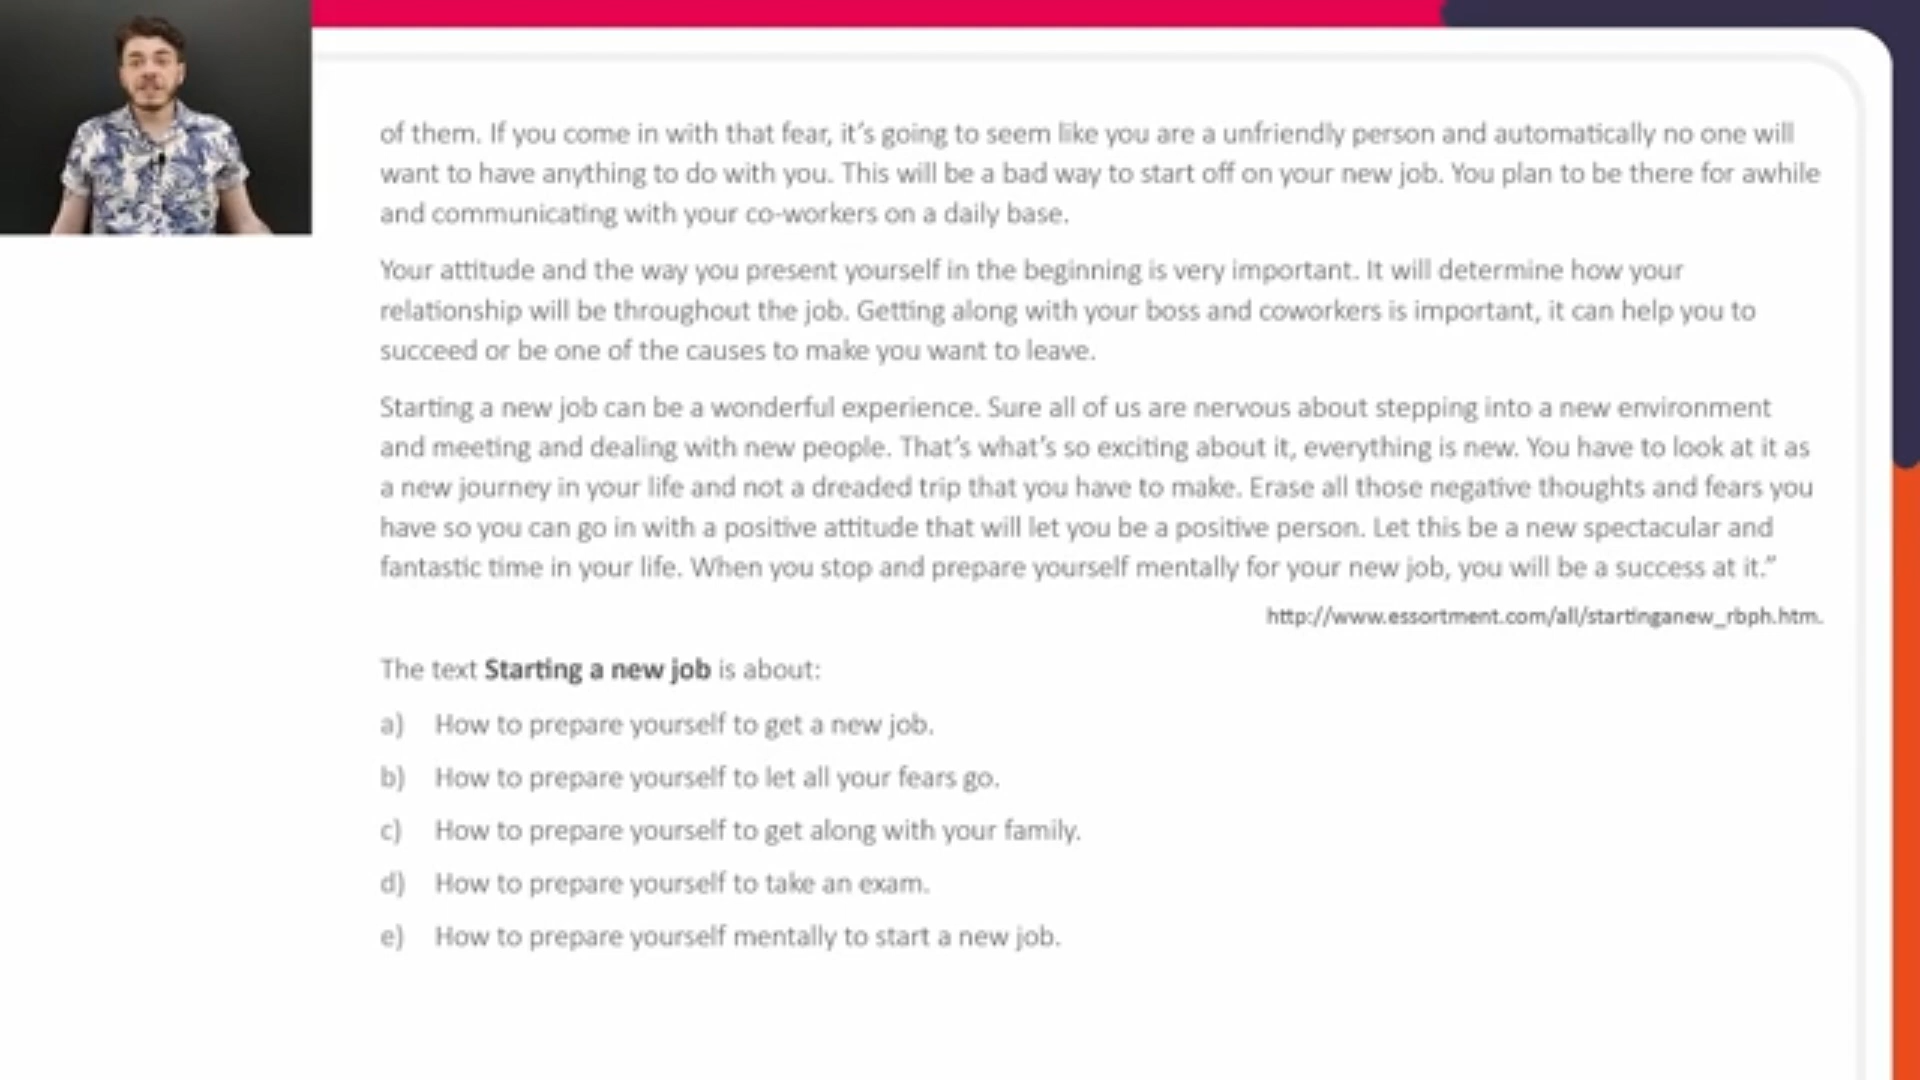 of them. If you come in with that fear, it's going to seem like you are a unfriendly person and automatically no one will
want to have anything to do with you. This will be a bad way to start off on your new job. You plan to be there for awhile
and communicating with your co-workers on a daily base.
Your attitude and the way you present yourself in the beginning is very important. It will determine how your
relationship will be throughout the job. Getting along with your boss and coworkers is important, it can help you to
succeed or be one of the causes to make you want to leave.
Starting a new job can be a wonderful experience. Sure all of us are nervous about stepping into a new environment
and meeting and dealing with new people. That's what's so exciting about it, everything is new. You have to look at it as
a new journey in your life and not a dreaded trip that you have to make. Erase all those negative thoughts and fears you
have so you can go in with a positive attitude that will let you be a positive person. Let this be a new spectacular and
fantastic time in your life. When you stop and prepare yourself mentally for your new job, you will be a success at it.”
http://www.essortment.com/all/startinganew_rbph.htm.
The text Starting a new job is about:
a) How to prepare yourself to get a new job.
b) How to prepare yourself to let all your fears go.
c) How to prepare yourself to get along with your family.
d) How to prepare yourself to take an exam.
e) How to prepare yourself mentally to start a new job.